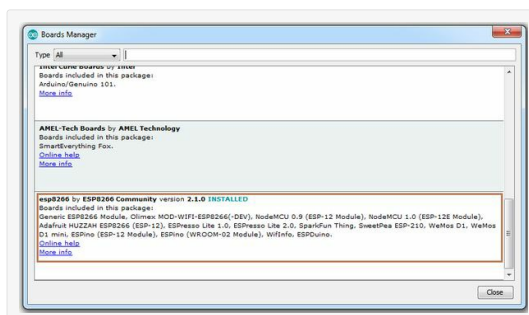 Boards Manager
Type All
Intel Curie Boards by Intel
Boards included in this package:
Arduino/Genuino 101.
More info
AMEL-Tech Boards by AMEL Technology
Boards included in this package:
SmartEverything Fox.
Online help
More info
esp8266 by ESP8266 Community version 2.1.0 INSTALLED
Boards included in this package:
Generic ESP8266 Module, Olimex MOD-WIFI-ESP8266(-DEV), NodeMCU 0.9 (ESP-12 Module), NodeMCU 1.0 (ESP-12E Module),
Adafruit HUZZAH ESP8266 (ESP-12), ESPresso Lite 1.0, ESPresso Lite 2.0, SparkFun Thing, SweetPea ESP-210, WeMos D1, WeMos
D1 mini, ESPino (ESP-12 Module), ESPino (WROOM-02 Module), WifInfo, ESPDuino.
Online help
More info
Close